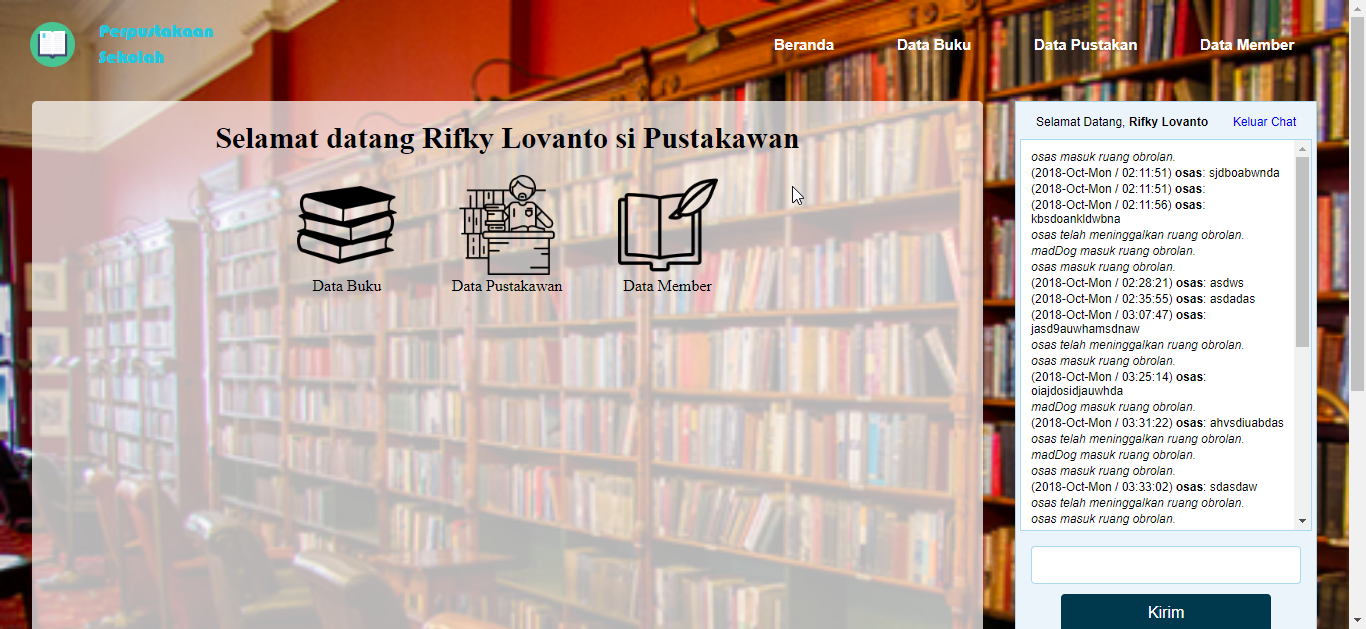 Perpustakaan
Sekolah
Beranda
Data Buku
Data Pustakan
Data Member
Selamat datang Rifky Lovanto si Pustakawan
Data Buku
Data Pustakawan
Data Member
Selamat Datang, Rifky Lovanto
Keluar Chat
osas masuk ruang obrolan.
(2018-Oct-Mon / 02:11:51) osas: sjdboabwnda
(2018-Oct-Mon / 02:11:51) osas:
(2018-Oct-Mon / 02:11:56) osas:
kbsdoankldwbna
osas telah meninggalkan ruang obrolan.
madDog masuk ruang obrolan.
osas masuk ruang obrolan.
(2018-Oct-Mon / 02:28:21) osas: asdws
(2018-Oct-Mon / 02:35:55) osas: asdadas
(2018-Oct-Mon / 03:07:47) osas:
jasd9auwhamsdnaw
osas telah meninggalkan ruang obrolan.
osas masuk ruang obrolan.
(2018-Oct-Mon / 03:25:14) osas:
oiajdosidjauwhda
madDog masuk ruang obrolan.
(2018-Oct-Mon / 03:31:22) osas: ahvsdiuabdas
osas telah meninggalkan ruang obrolan.
madDog masuk ruang obrolan.
osas masuk ruang obrolan.
(2018-Oct-Mon / 03:33:02) osas: sdasdaw
osas telah meninggalkan ruang obrolan.
osas masuk ruang obrolan.
Kirim